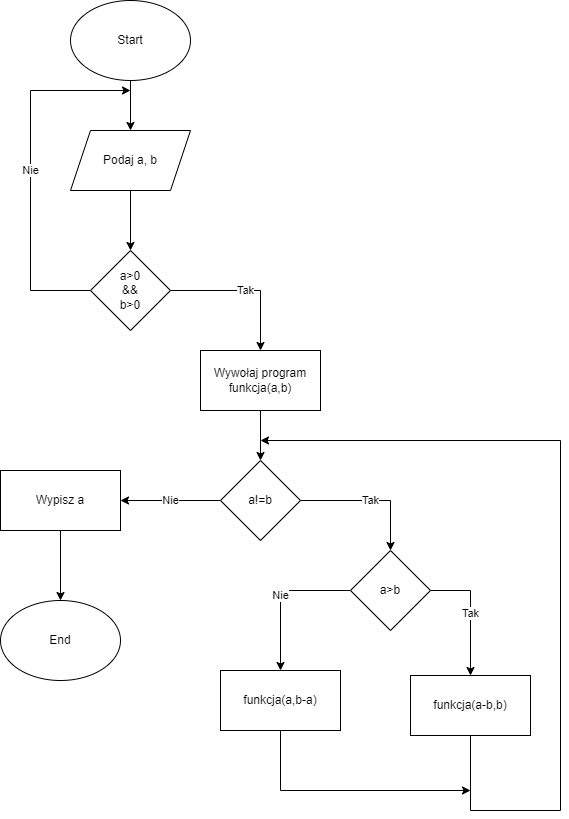 Start
Podaj a, b
Nie
a>0
&&
b>0
Tak
Wywołaj program
funkcja(a,b)
Wypisz a
Nie
a!=b
Tak
a>b
Nie
Tak
End
funkcja(a,b-a)
funkcja(a-b,b)